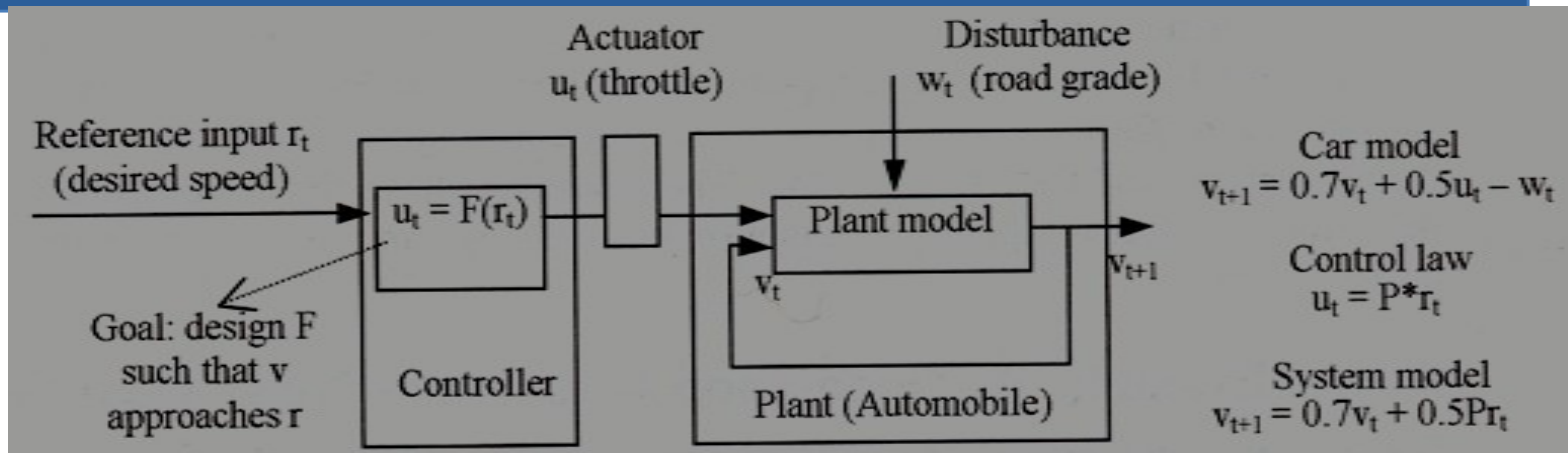 Actuator
uₜ (throttle)
Disturbance
wₜ (road grade)
Reference input rₜ
(desired speed)
uₜ = F(rₜ)
Goal: design F
such that v
approaches r
Controller
Plant model
vₜ
vₜ₊₁
Plant (Automobile)
Car model
vₜ₊₁ = 0.7vₜ + 0.5uₜ – wₜ
Control law
uₜ = P*rₜ
System model
vₜ₊₁ = 0.7vₜ + 0.5Prₜ